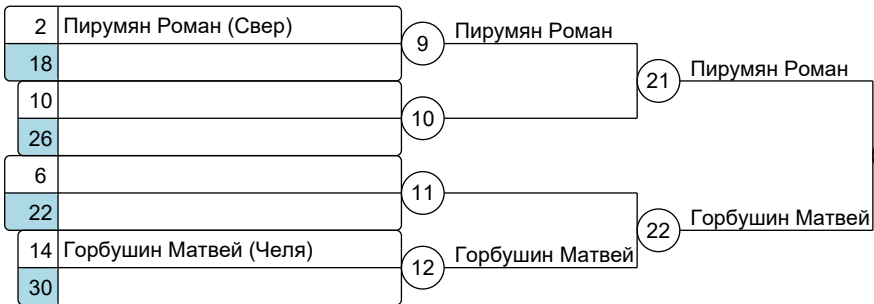 2 Пирумян Роман (Свер)
18
10
26
6
22
14 Горбушин Матвей (Челя)
30
9 Пирумян Роман
10
11
12 Горбушин Матвей
21 Пирумян Роман
22 Горбушин Матвей